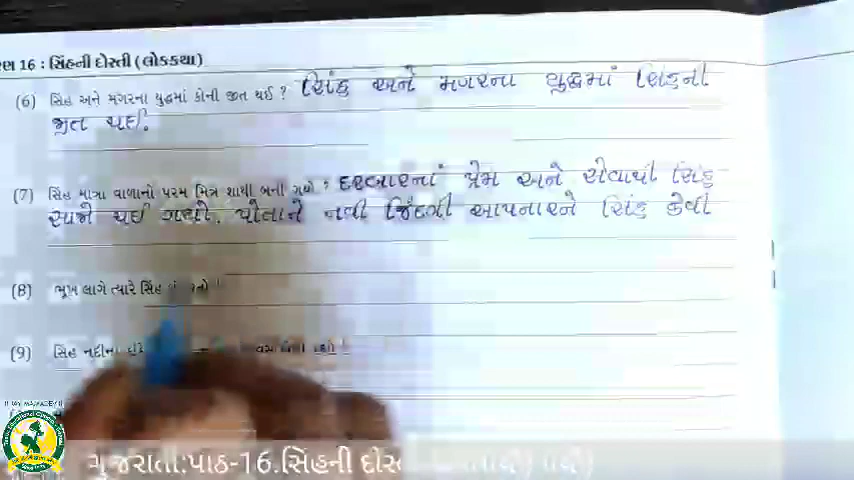 રણ 16 : સિંહની દોસ્તી (લોકકથા)
(6) સિંહ અને મગરના યુદ્ધમાં કોની જીત થઈ ? સિંહ અને મગરના યુદ્ધમાં સિંહની
જીત થઈ.
(7) સિંહ માત્રા વાળાનો પરમ મિત્ર શાથી બની ગયો ? દરબારનાં પ્રેમ અને સેવાથી સિંહ
સાજો થઈ ગયો. પોતાને નવી જિંદગી આપનારને સિંહ કેવી
(8) ભૂખ લાગે ત્યારે સિંહ
(9) સિંહ નદીના
ગુજરાતી:પાઠ-16.સિંહની દોસ્